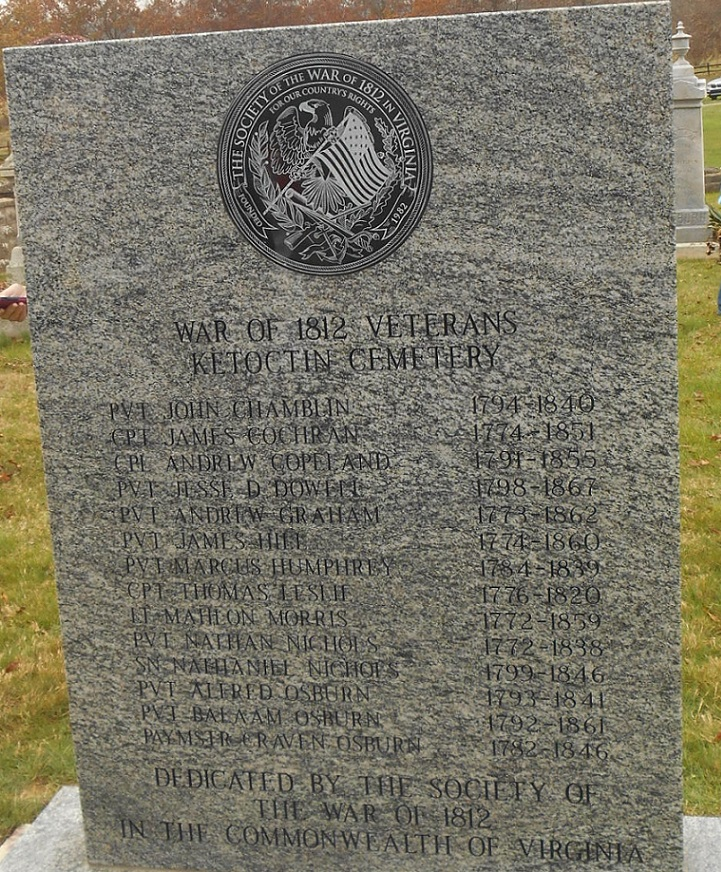 THE SOCIETY OF THE WAR OF 1812 IN VIRGINIA
FOR OUR COUNTRY'S RIGHTS
FOUNDED 1982
WAR OF 1812 VETERANS
KETOCTIN CEMETERY
PVT JOHN CHAMBLIN 1794-1840
CPT JAMES COCHRAN 1774-1851
CPL ANDREW COPELAND 1791-1855
PVT JESSE D DOWELL 1798-1867
PVT ANDREW GRAHAM 1773-1862
PVT JAMES HILL 1774-1860
PVT MARCUS HUMPHREY 1784-1839
CPT THOMAS LESLIE 1776-1820
LT MAHLON MORRIS 1772-1859
PVT NATHAN NICHOLS 1772-1838
SN NATHANIEL NICHOLS 1799-1846
PVT ALFRED OSBURN 1793-1841
PVT BALAAM OSBURN 1792-1861
PAYMSTR CRAVEN OSBURN 1782-1846
DEDICATED BY THE SOCIETY OF
THE WAR OF 1812
IN THE COMMONWEALTH OF VIRGINIA